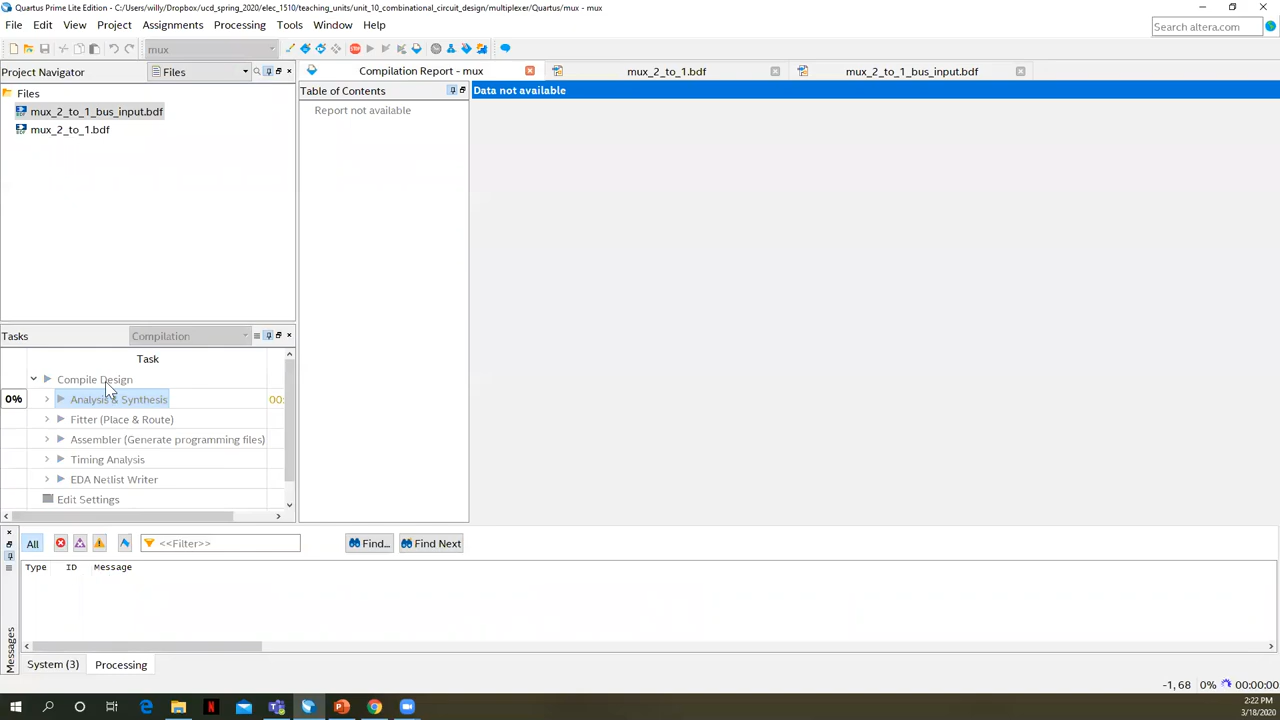 Quartus Prime Lite Edition - C:/Users/willy/Dropbox/ucd_spring_2020/elec_1510/teaching_units/unit_10_combinational_circuit_design/multiplexer/Quartus/mux - mux
File Edit View Project Assignments Processing Tools Window Help
Search altera.com
mux
STOP
Project Navigator Files
Compilation Report - mux mux_2_to_1.bdf mux_2_to_1_bus_input.bdf
Table of Contents Data not available
Files Report not available
mux_2_to_1_bus_input.bdf
mux_2_to_1.bdf
Tasks Compilation
Task
Compile Design
0% Analysis & Synthesis 00:
Fitter (Place & Route)
Assembler (Generate programming files)
Timing Analysis
EDA Netlist Writer
Edit Settings
All <<Filter>> Find... Find Next
Type ID Message
Messages
System (3) Processing
-1, 68 0% 00:00:00
2:22 PM
3/18/2020